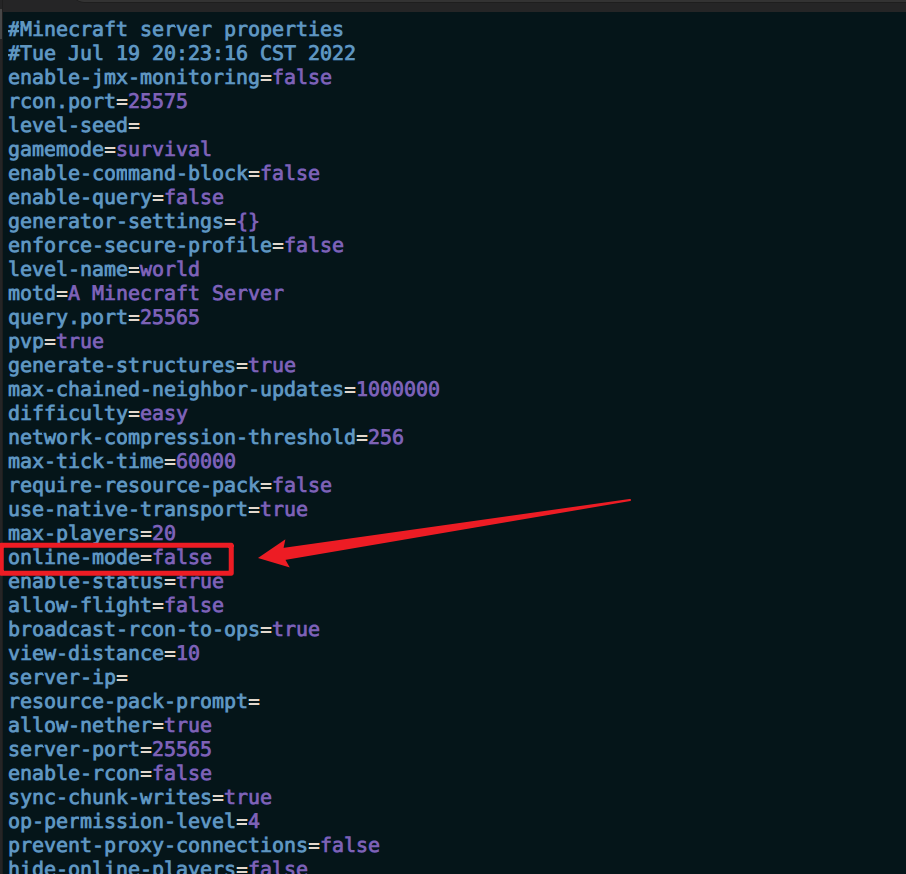 #Minecraft server properties
#Tue Jul 19 20:23:16 CST 2022
enable-jmx-monitoring=false
rcon.port=25575
level-seed=
gamemode=survival
enable-command-block=false
enable-query=false
generator-settings={}
enforce-secure-profile=false
level-name=world
motd=A Minecraft Server
query.port=25565
pvp=true
generate-structures=true
max-chained-neighbor-updates=1000000
difficulty=easy
network-compression-threshold=256
max-tick-time=60000
require-resource-pack=false
use-native-transport=true
max-players=20
online-mode=false
enable-status=true
allow-flight=false
broadcast-rcon-to-ops=true
view-distance=10
server-ip=
resource-pack-prompt=
allow-nether=true
server-port=25565
enable-rcon=false
sync-chunk-writes=true
op-permission-level=4
prevent-proxy-connections=false
hide-online-players=false